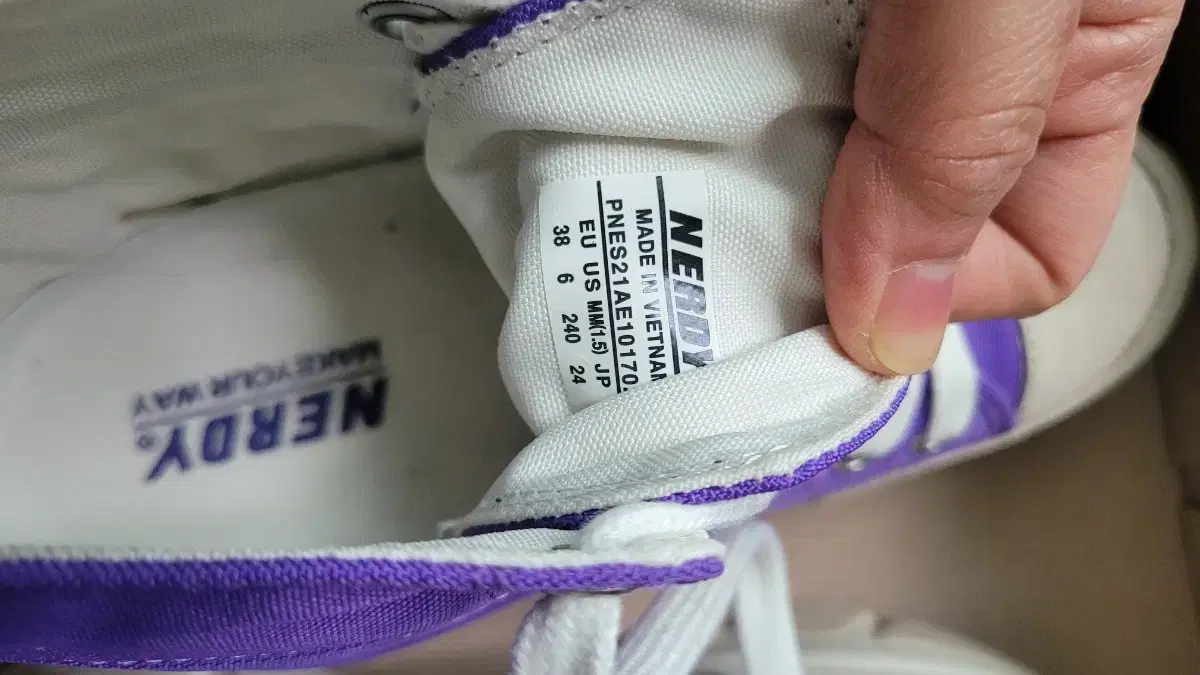 NERDY
MADE IN VIETNAM
PNES21AE10170
EU US MM(1.5) JP
38 6 240 24
NERDY.
MAKE YOUR WAY